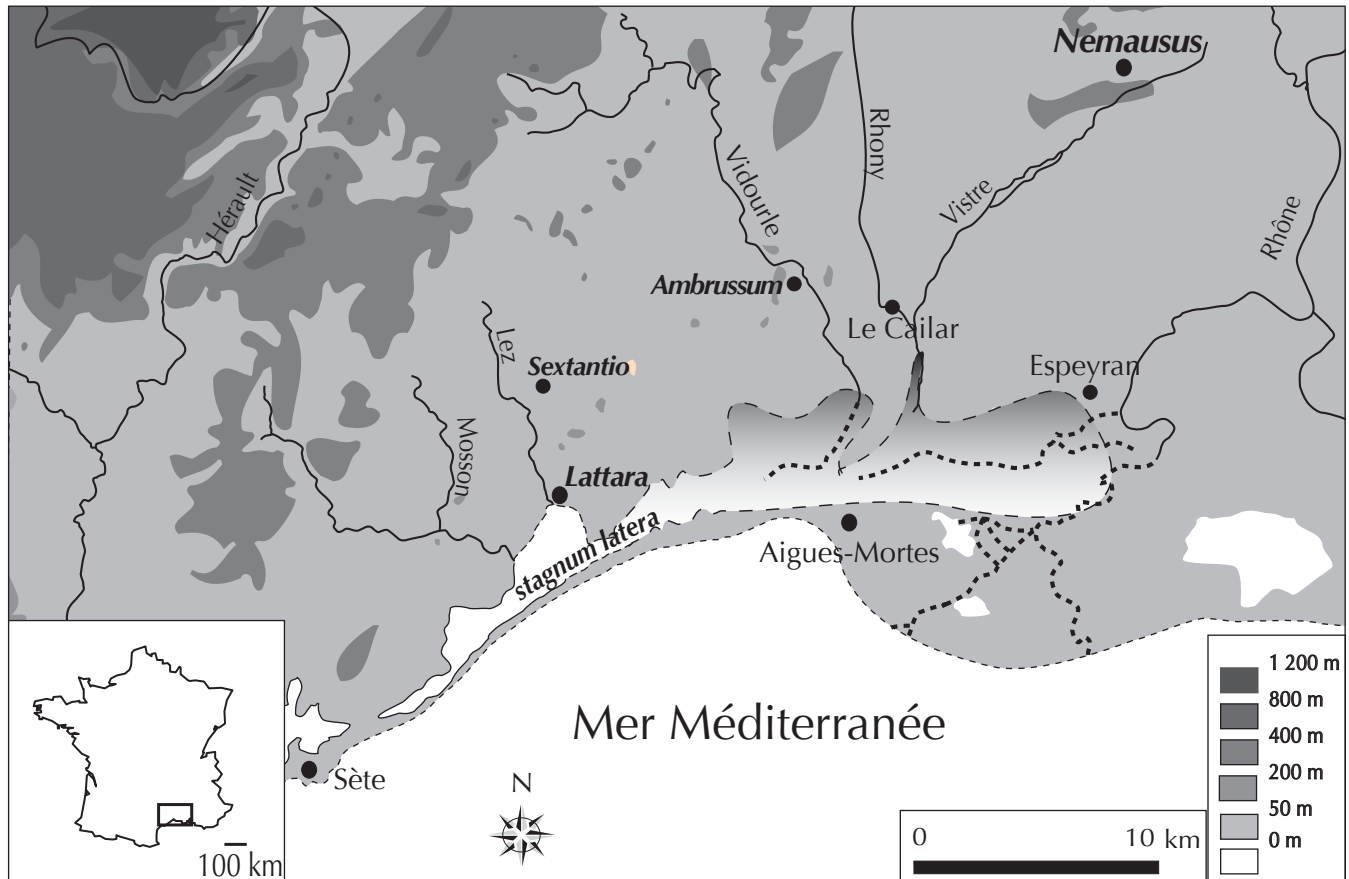 Nemausus
Rhony
Vidourle
Vistre
Hérault
Rhône
Ambrussum
Le Cailar
Lez
Sextantio
Espeyran
Mosson
Lattara
stagnum latera
Aigues-Mortes
Mer Méditerranée
Sète
N
100 km
0 10 km
1 200 m
800 m
400 m
200 m
50 m
0 m